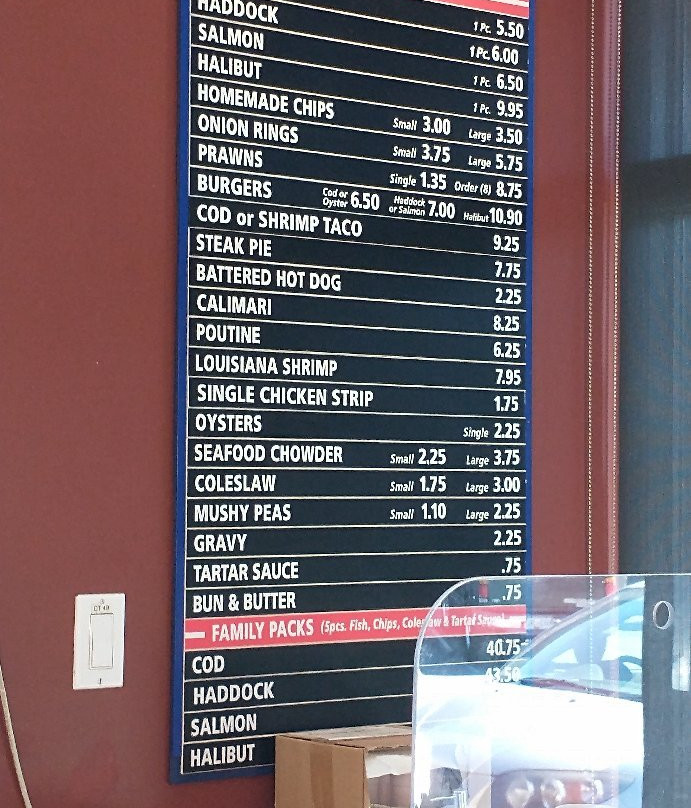 1 Pc. 5.50
HADDOCK 1 Pc. 6.00
SALMON 1 Pc. 6.50
HALIBUT 1 Pc. 9.95
HOMEMADE CHIPS Small 3.00 Large 3.50
ONION RINGS Small 3.75 Large 5.75
PRAWNS Single 1.35 Order (8) 8.75
BURGERS Cod or Oyster 6.50 Haddock or Salmon 7.00 Halibut 10.90
COD or SHRIMP TACO 9.25
STEAK PIE 7.75
BATTERED HOT DOG 2.25
CALIMARI 8.25
POUTINE 6.25
LOUISIANA SHRIMP 7.95
SINGLE CHICKEN STRIP 1.75
OYSTERS Single 2.25
SEAFOOD CHOWDER Small 2.25 Large 3.75
COLESLAW Small 1.75 Large 3.00
MUSHY PEAS Small 1.10 Large 2.25
GRAVY 2.25
TARTAR SAUCE .75
BUN & BUTTER .75
FAMILY PACKS (5pcs. Fish, Chips, Coleslaw & Tartar Sauce)
COD 40.75
HADDOCK 43.50
SALMON
HALIBUT